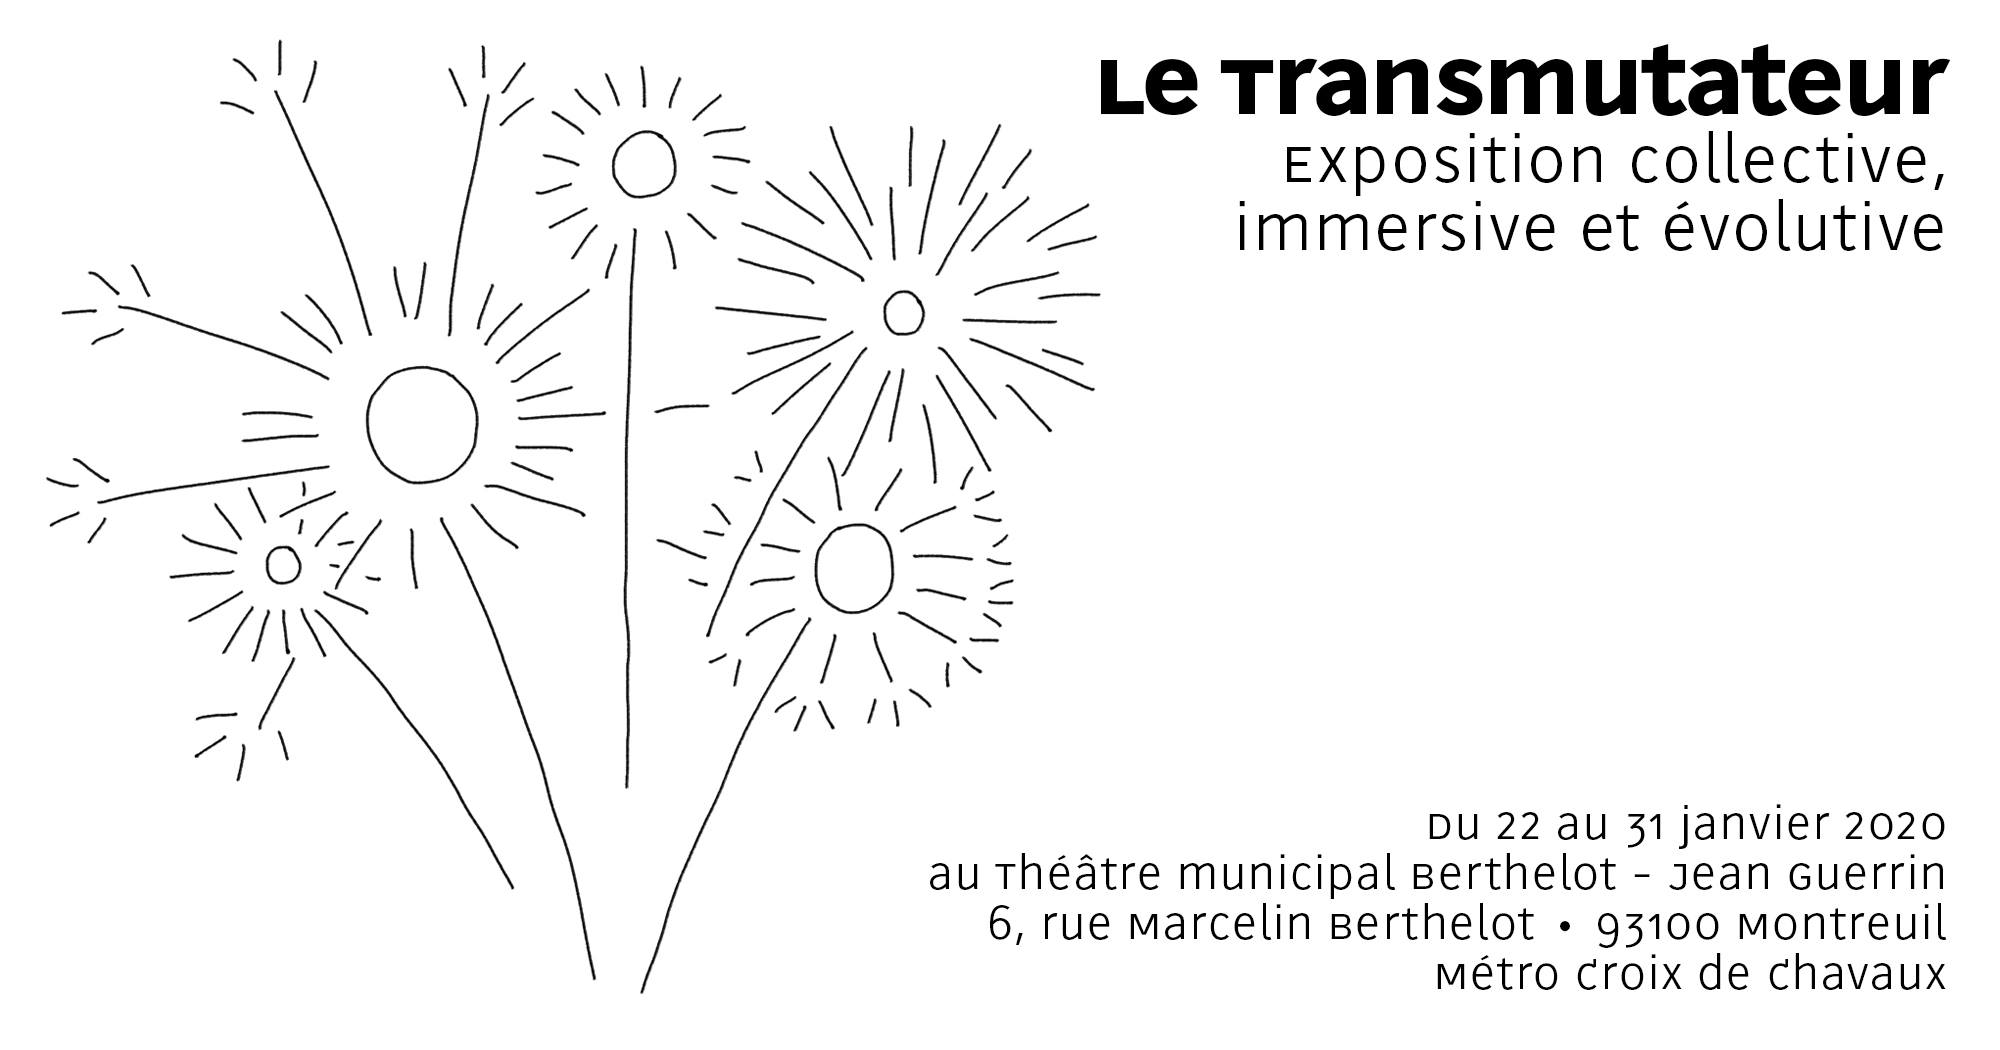 Le Transmutateur
Exposition collective,
immersive et évolutive
Du 22 au 31 janvier 2020
au Théâtre municipal Berthelot – Jean Guerrin
6, rue Marcelin Berthelot • 93100 Montreuil
Métro Croix de Chavaux